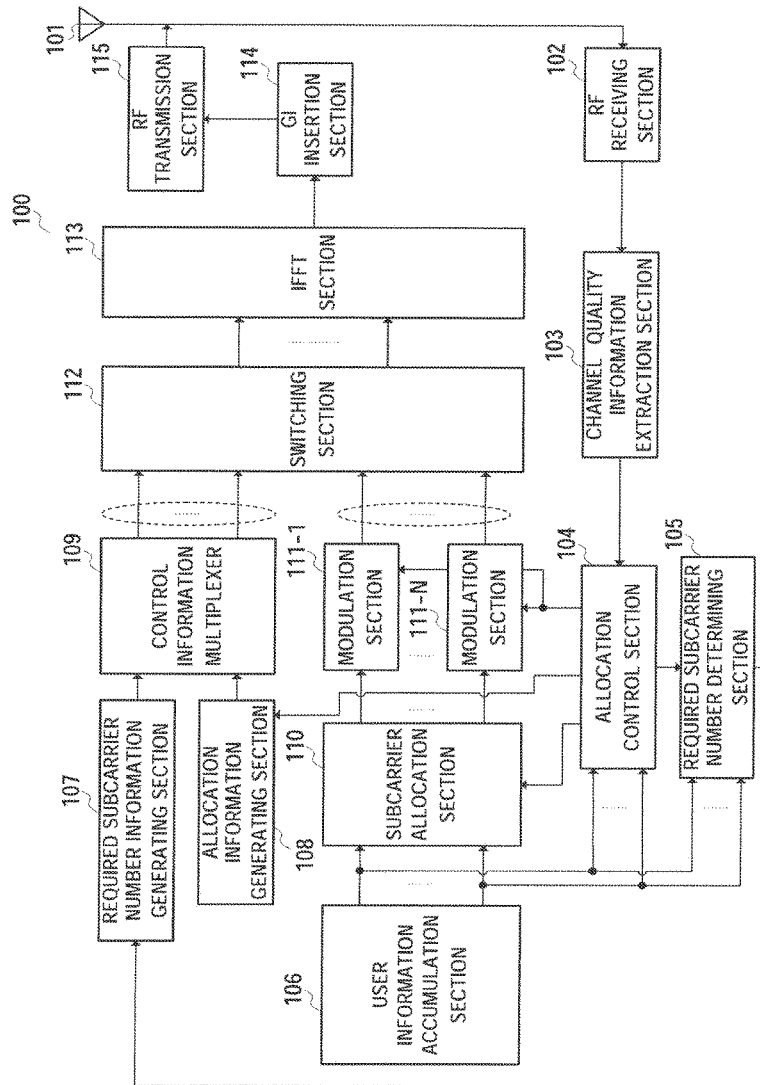 100
101
115
RF
TRANSMISSION
SECTION
114
GI
INSERTION
SECTION
113
IFFT
SECTION
112
SWITCHING
SECTION
109
CONTROL
INFORMATION
MULTIPLEXER
107
REQUIRED SUBCARRIER
NUMBER INFORMATION
GENERATING SECTION
ALLOCATION
INFORMATION
GENERATING SECTION
108
111-1
MODULATION
SECTION
111-N
MODULATION
SECTION
110
SUBCARRIER
ALLOCATION
SECTION
106
USER
INFORMATION
ACCUMULATION
SECTION
102
RF
RECEIVING
SECTION
103
CHANNEL QUALITY
INFORMATION
EXTRACTION SECTION
104
ALLOCATION
CONTROL SECTION
105
REQUIRED SUBCARRIER
NUMBER DETERMINING
SECTION